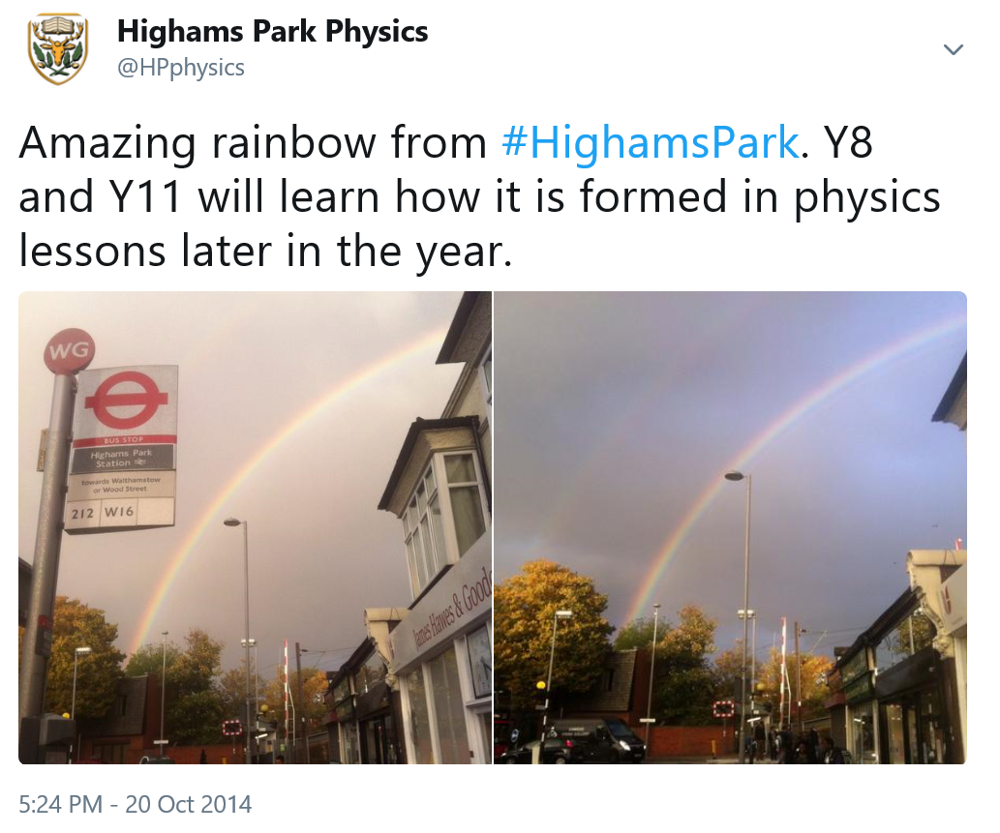 Highams Park Physics
@HPphysics
Amazing rainbow from #HighamsPark. Y8
and Y11 will learn how it is formed in physics
lessons later in the year.
WG
BUS STOP
Highams Park
Station
towards Walthamstow
or Wood Street
212 W16
James Hawes & Good
5:24 PM - 20 Oct 2014